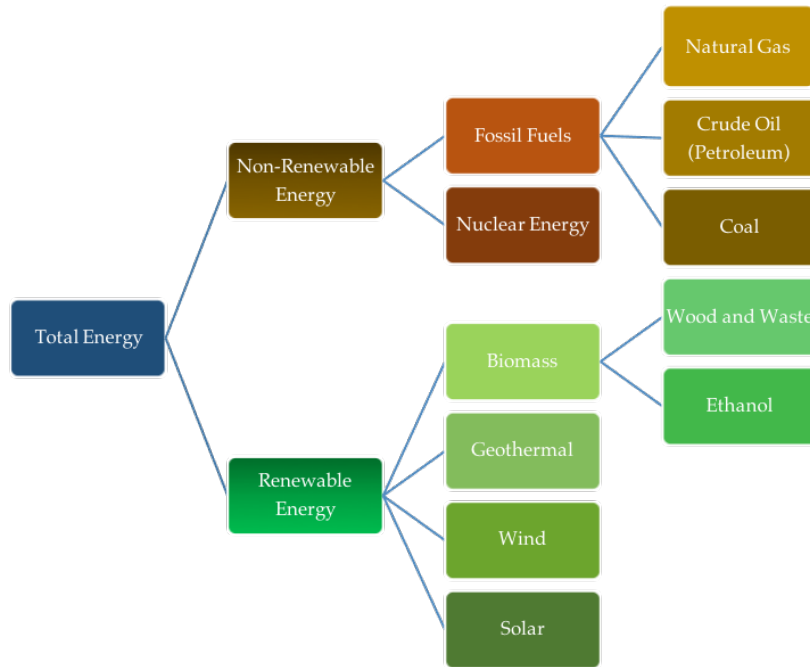 Natural Gas
Crude Oil
(Petroleum)
Fossil Fuels
Non-Renewable
Energy
Nuclear Energy
Coal
Total Energy
Wood and Waste
Biomass
Ethanol
Geothermal
Renewable
Energy
Wind
Solar